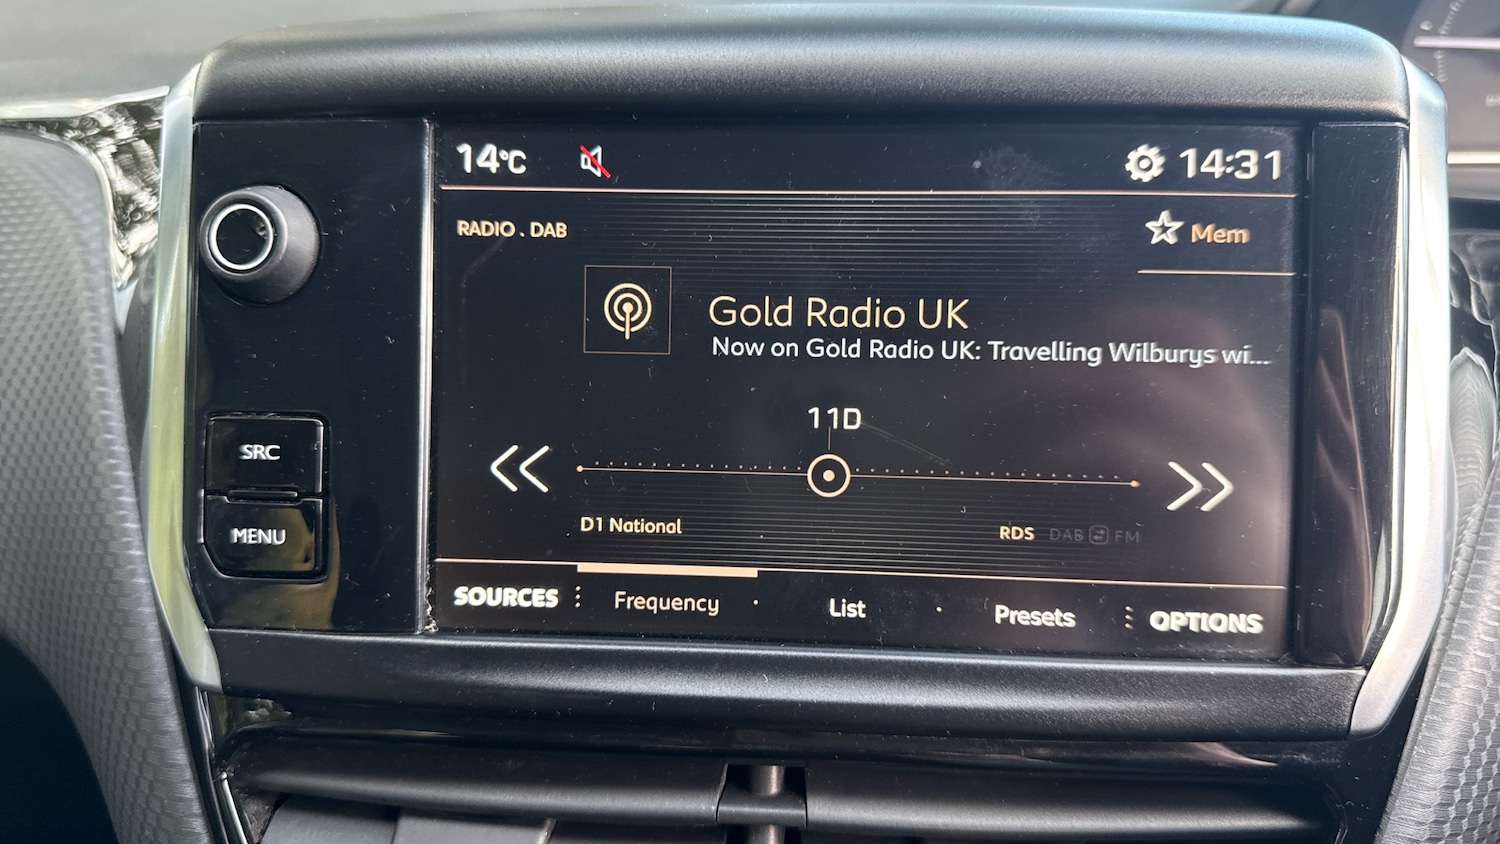 14°C 14:31
RADIO . DAB
Mem
Gold Radio UK
Now on Gold Radio UK: Travelling Wilburys wi...
11D
SRC
D1 National
RDS DAB FM
MENU
SOURCES Frequency List Presets OPTIONS